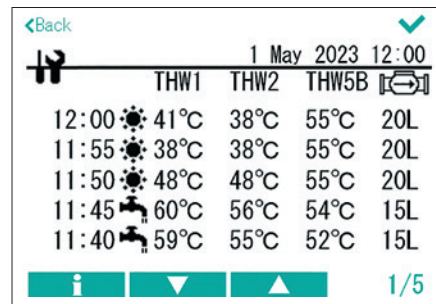 Back
1 May 2023 12:00
THW1 THW2 THW5B
12:00 41℃ 38℃ 55℃ 20L
11:55 38℃ 38℃ 55℃ 20L
11:50 48℃ 48℃ 55℃ 20L
11:45 60℃ 56℃ 54℃ 15L
11:40 59℃ 55℃ 52℃ 15L
i 1/5